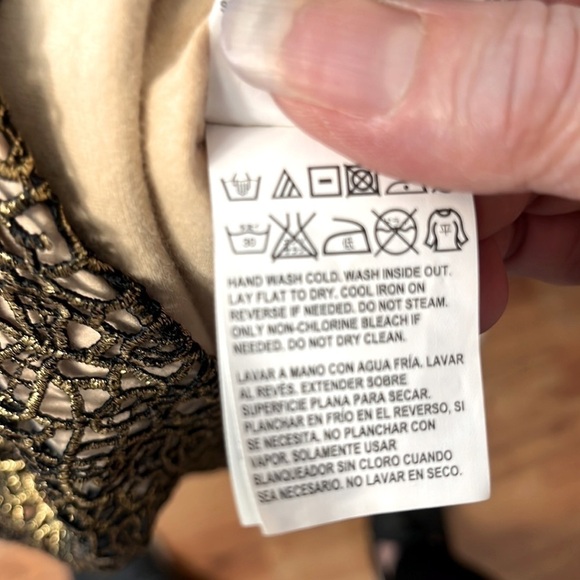 30
低
平
HAND WASH COLD. WASH INSIDE OUT.
LAY FLAT TO DRY. COOL IRON ON
REVERSE IF NEEDED. DO NOT STEAM.
ONLY NON-CHLORINE BLEACH IF
NEEDED. DO NOT DRY CLEAN.
LAVAR A MANO CON AGUA FRÍA. LAVAR
AL REVÉS. EXTENDER SOBRE
SUPERFICIE PLANA PARA SECAR.
PLANCHAR EN FRÍO EN EL REVERSO, SI
SE NECESITA. NO PLANCHAR CON
VAPOR. SOLAMENTE USAR
BLANQUEADOR SIN CLORO CUANDO
SEA NECESARIO. NO LAVAR EN SECO.